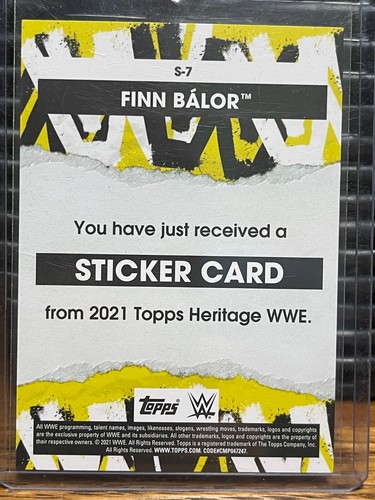 S-7
FINN BÁLOR™
You have just received a
STICKER CARD
from 2021 Topps Heritage WWE.
Topps W
All WWE programming, talent names, images, likenesses, slogans, wrestling moves, trademarks, logos and copyrights
are the exclusive property of WWE and its subsidiaries. All other trademarks, logos and copyrights are the property of
their respective owners. © 2021 WWE. All Rights Reserved. Topps is a registered trademark of The Topps Company, Inc.
All Rights Reserved. WWW.TOPPS.COM. CODE#CMP067247.